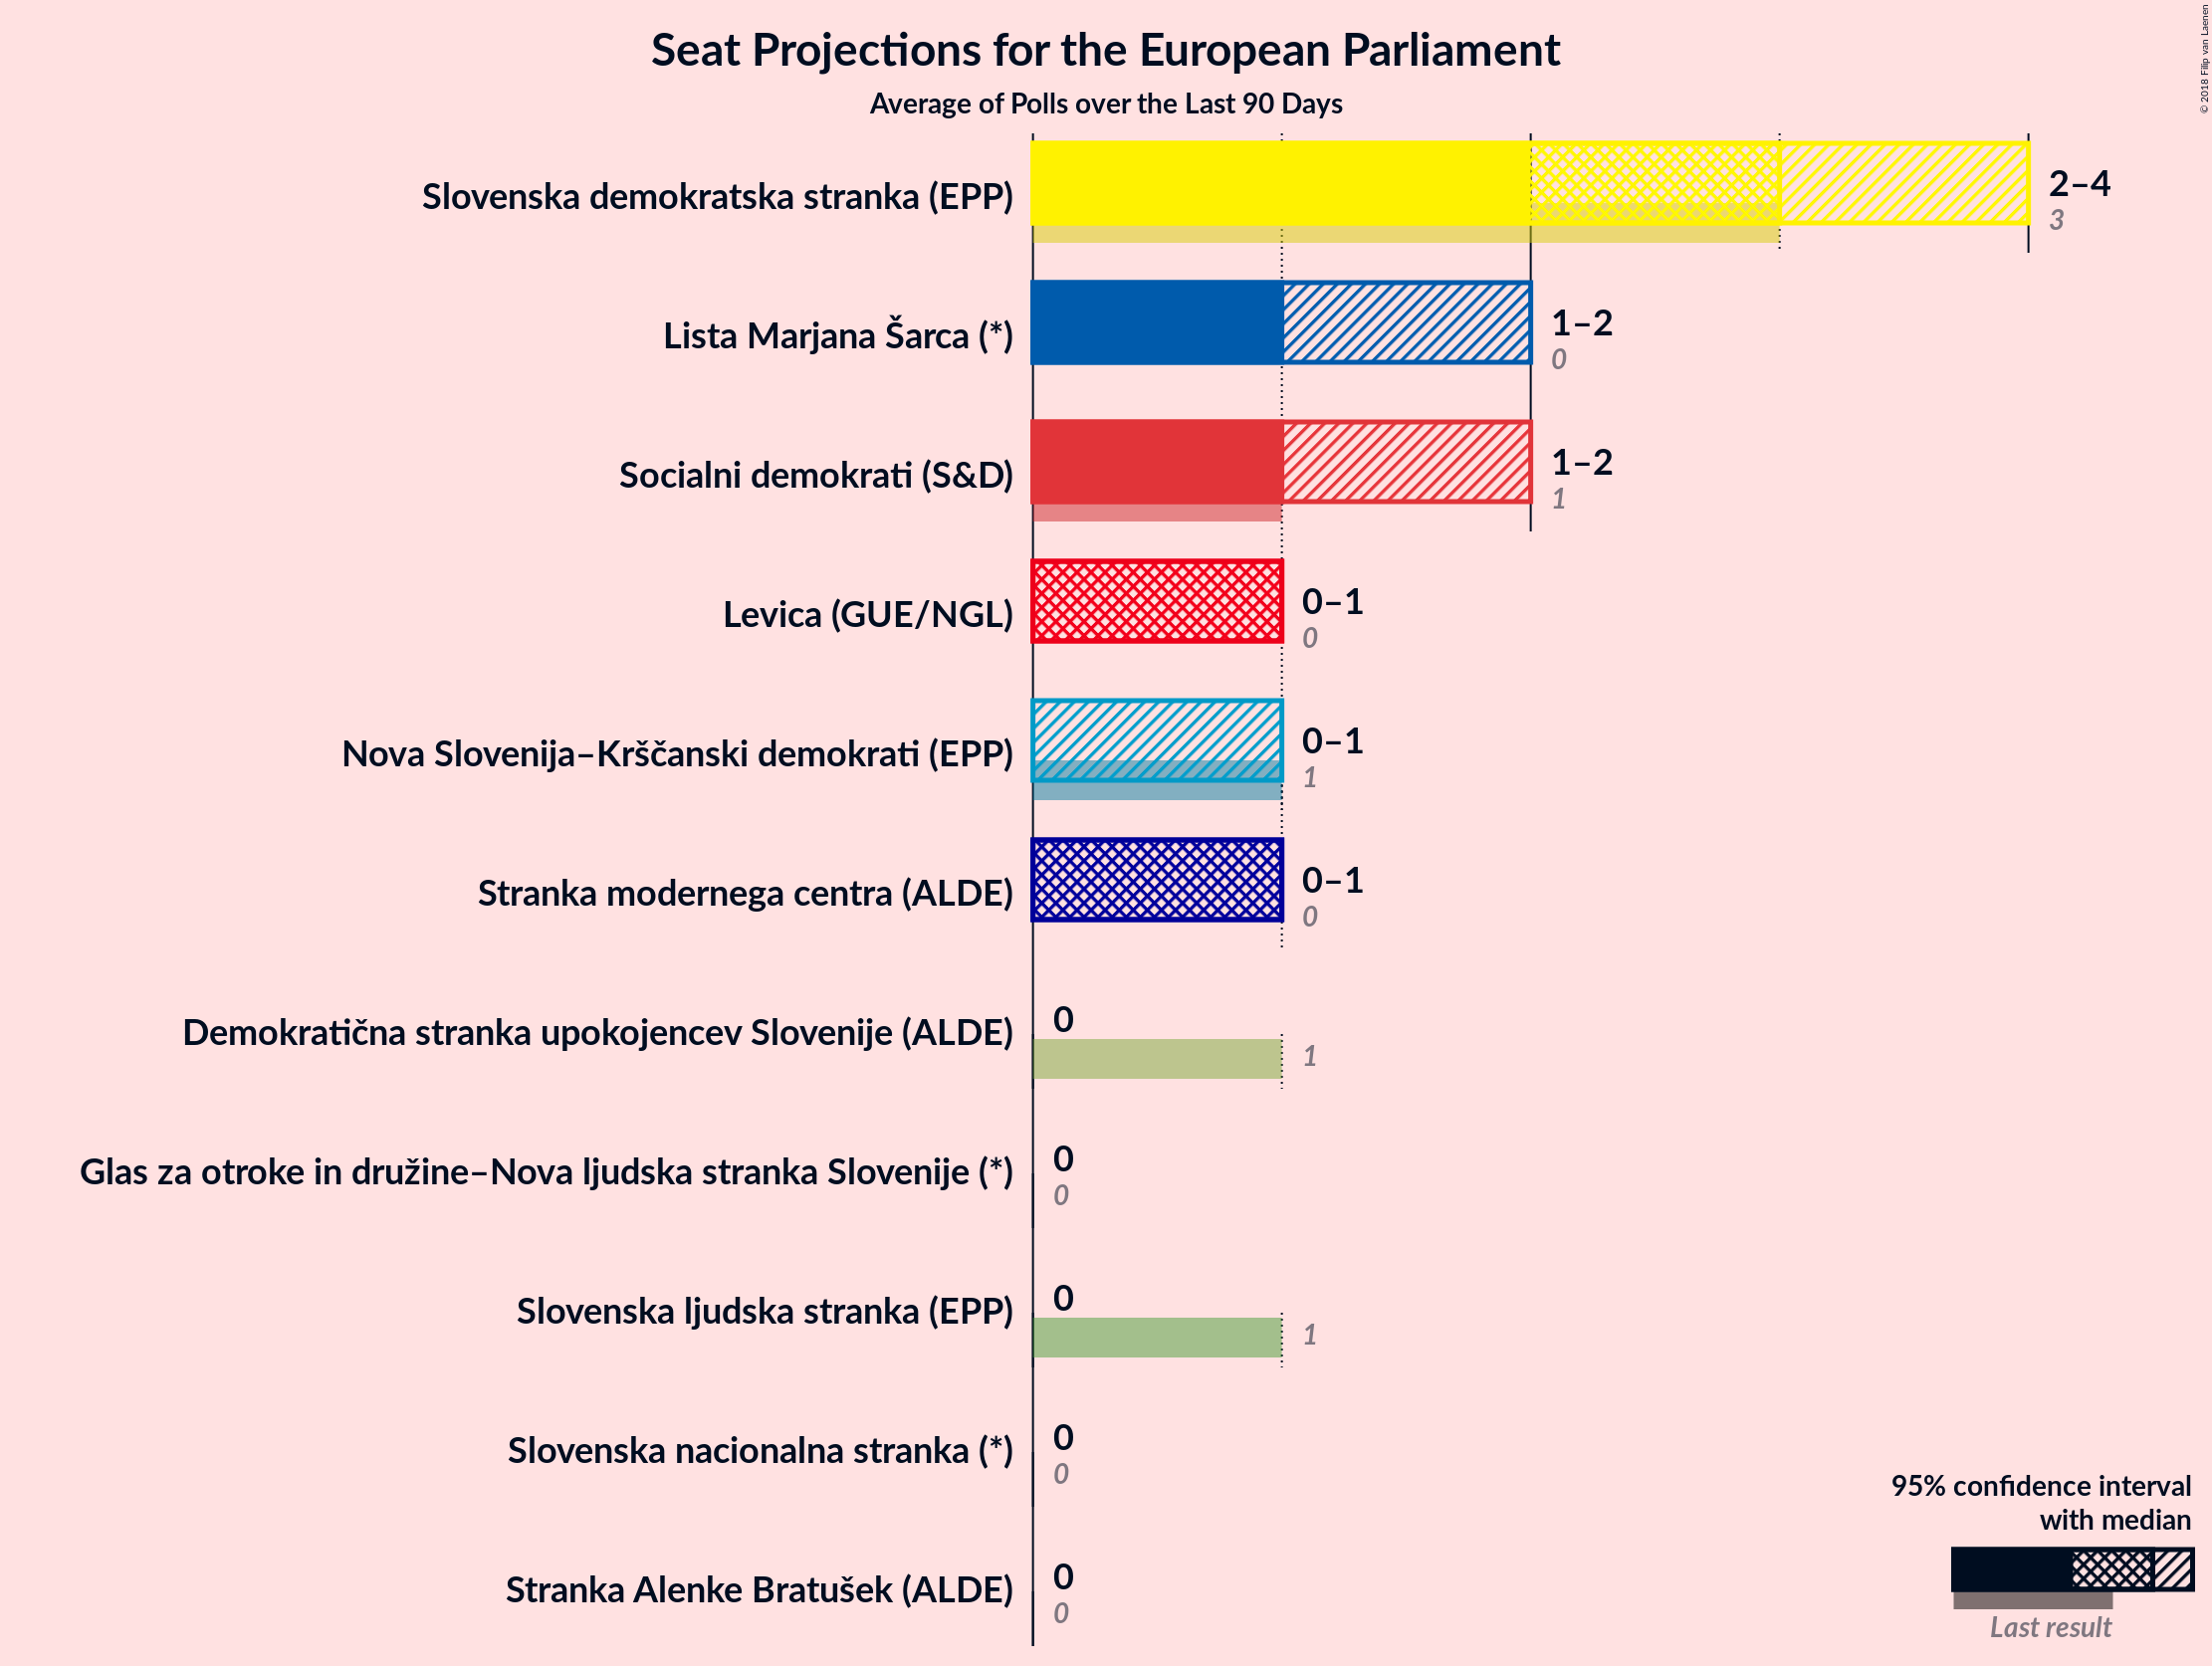 Seat Projections for the European Parliament
Average of Polls over the Last 90 Days
© 2018 Filip van Laenen
Slovenska demokratska stranka (EPP)
2–4
3
Lista Marjana Šarca (*)
1–2
0
Socialni demokrati (S&D)
1–2
1
Levica (GUE/NGL)
0–1
0
Nova Slovenija–Krščanski demokrati (EPP)
0–1
1
Stranka modernega centra (ALDE)
0–1
0
Demokratična stranka upokojencev Slovenije (ALDE)
0
1
Glas za otroke in družine–Nova ljudska stranka Slovenije (*)
0
0
Slovenska ljudska stranka (EPP)
0
1
Slovenska nacionalna stranka (*)
0
0
Stranka Alenke Bratušek (ALDE)
0
0
95% confidence interval
with median
Last result